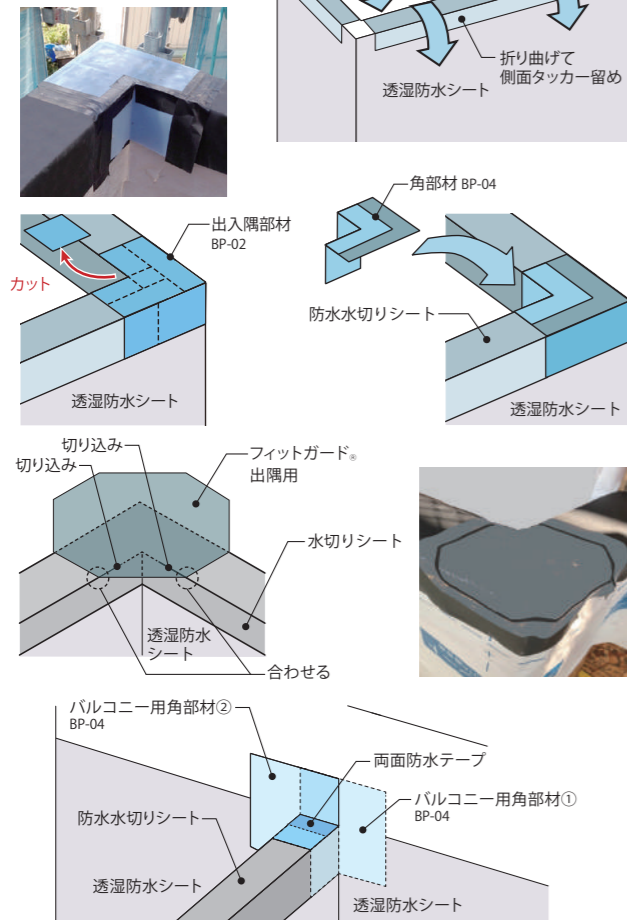 折り曲げて
側面タッカー留め
透湿防水シート
出入隅部材
BP-02
カット
透湿防水シート
角部材 BP-04
防水水切りシート
透湿防水シート
切り込み
切り込み
フィットガード®
出隅用
水切りシート
透湿防水
シート
合わせる
バルコニー用角部材②
BP-04
両面防水テープ
バルコニー用角部材①
BP-04
防水水切りシート
透湿防水シート
透湿防水シート